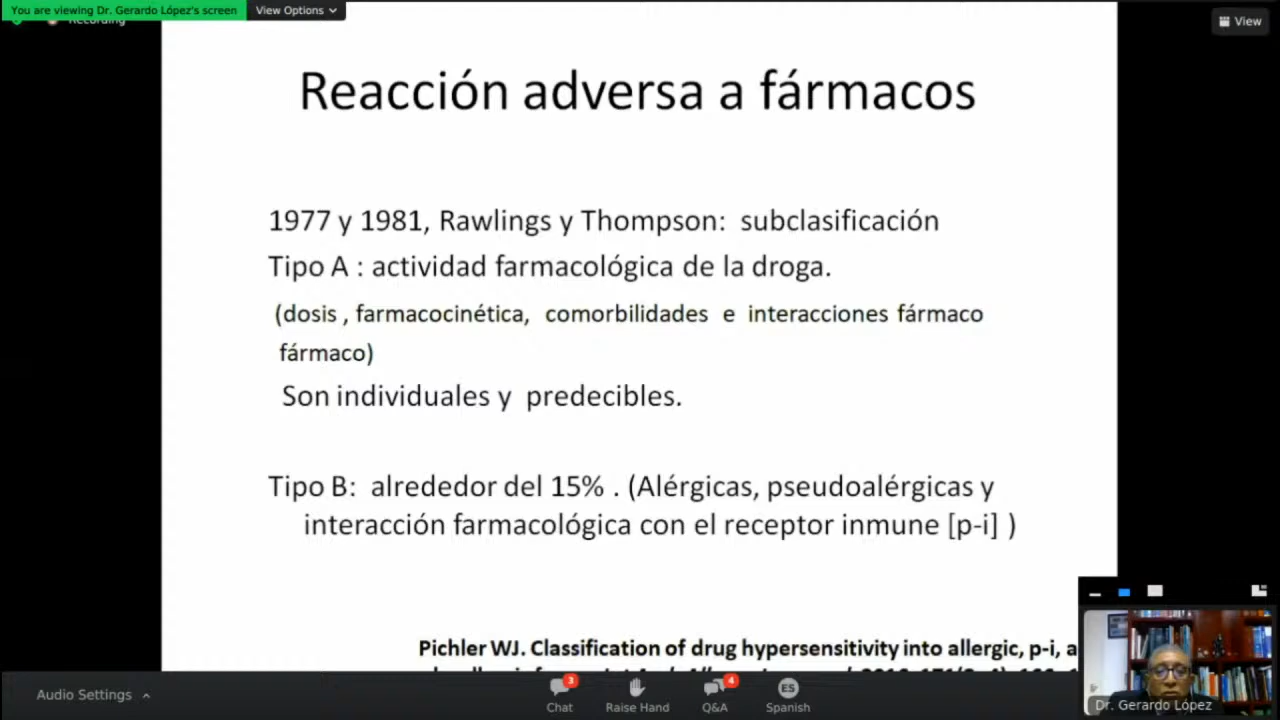 You are viewing Dr. Gerardo López's screen
View Options
Recording
View
Reacción adversa a fármacos
1977 y 1981, Rawlings y Thompson: subclasificación
Tipo A : actividad farmacológica de la droga.
(dosis , farmacocinética, comorbilidades e interacciones fármaco
fármaco)
Son individuales y predecibles.
Tipo B: alrededor del 15% . (Alérgicas, pseudoalérgicas y
interacción farmacológica con el receptor inmune [p-i] )
Pichler WJ. Classification of drug hypersensitivity into allergic, p-i, a
Audio Settings
3
Chat
Raise Hand
4
Q&A
ES
Spanish
Dr. Gerardo López